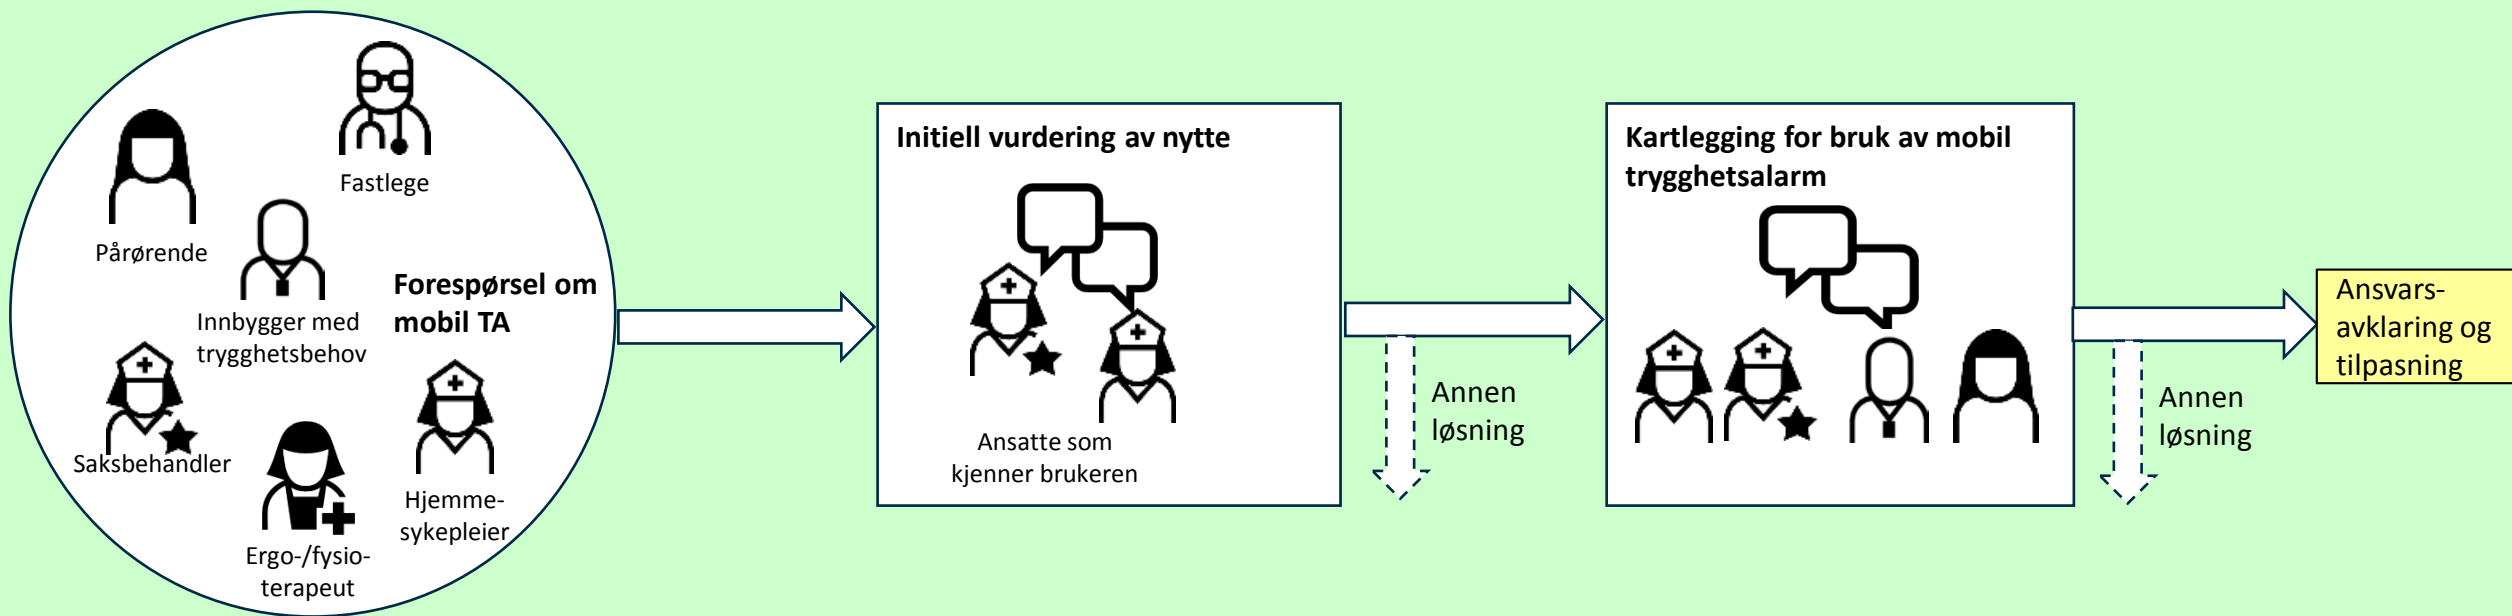 Fastlege
Pårørende
Innbygger med
trygghetsbehov
Forespørsel om
mobil TA
Saksbehandler
Hjemme-
sykepleier
Ergo-/fysio-
terapeut
Initiell vurdering av nytte
Ansatte som
kjenner brukeren
Annen
løsning
Kartlegging for bruk av mobil
trygghetsalarm
Annen
løsning
Ansvars-
avklaring og
tilpasning